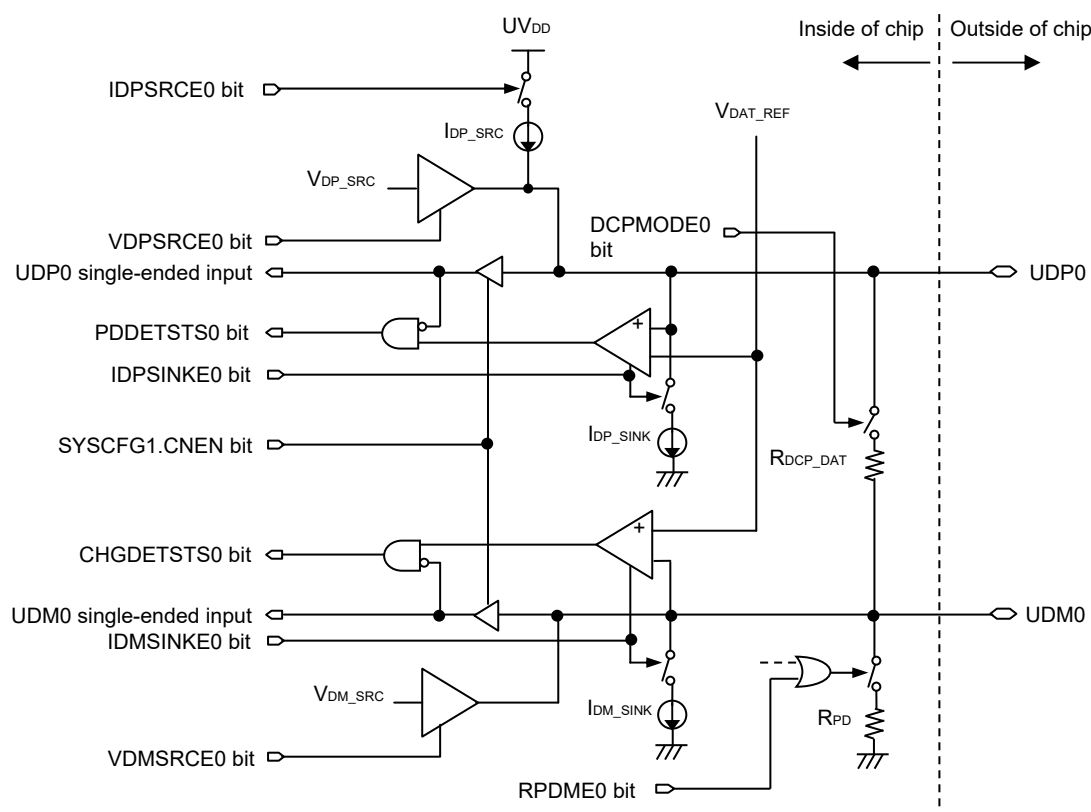 Inside of chip
Outside of chip
UVDD
IDPSRCE0 bit
IDP_SRC
VDAT_REF
VDP_SRC
DCPMODE0
bit
VDPSRCE0 bit
UDP0 single-ended input
UDP0
PDDETSTS0 bit
+
IDPSINKE0 bit
IDP_SINK
SYSCFG1.CNEN bit
RDCP_DAT
+
CHGDETSTS0 bit
UDM0 single-ended input
UDM0
IDMSINKE0 bit
VDM_SRC
IDM_SINK
RPD
VDMSRCE0 bit
RPDME0 bit